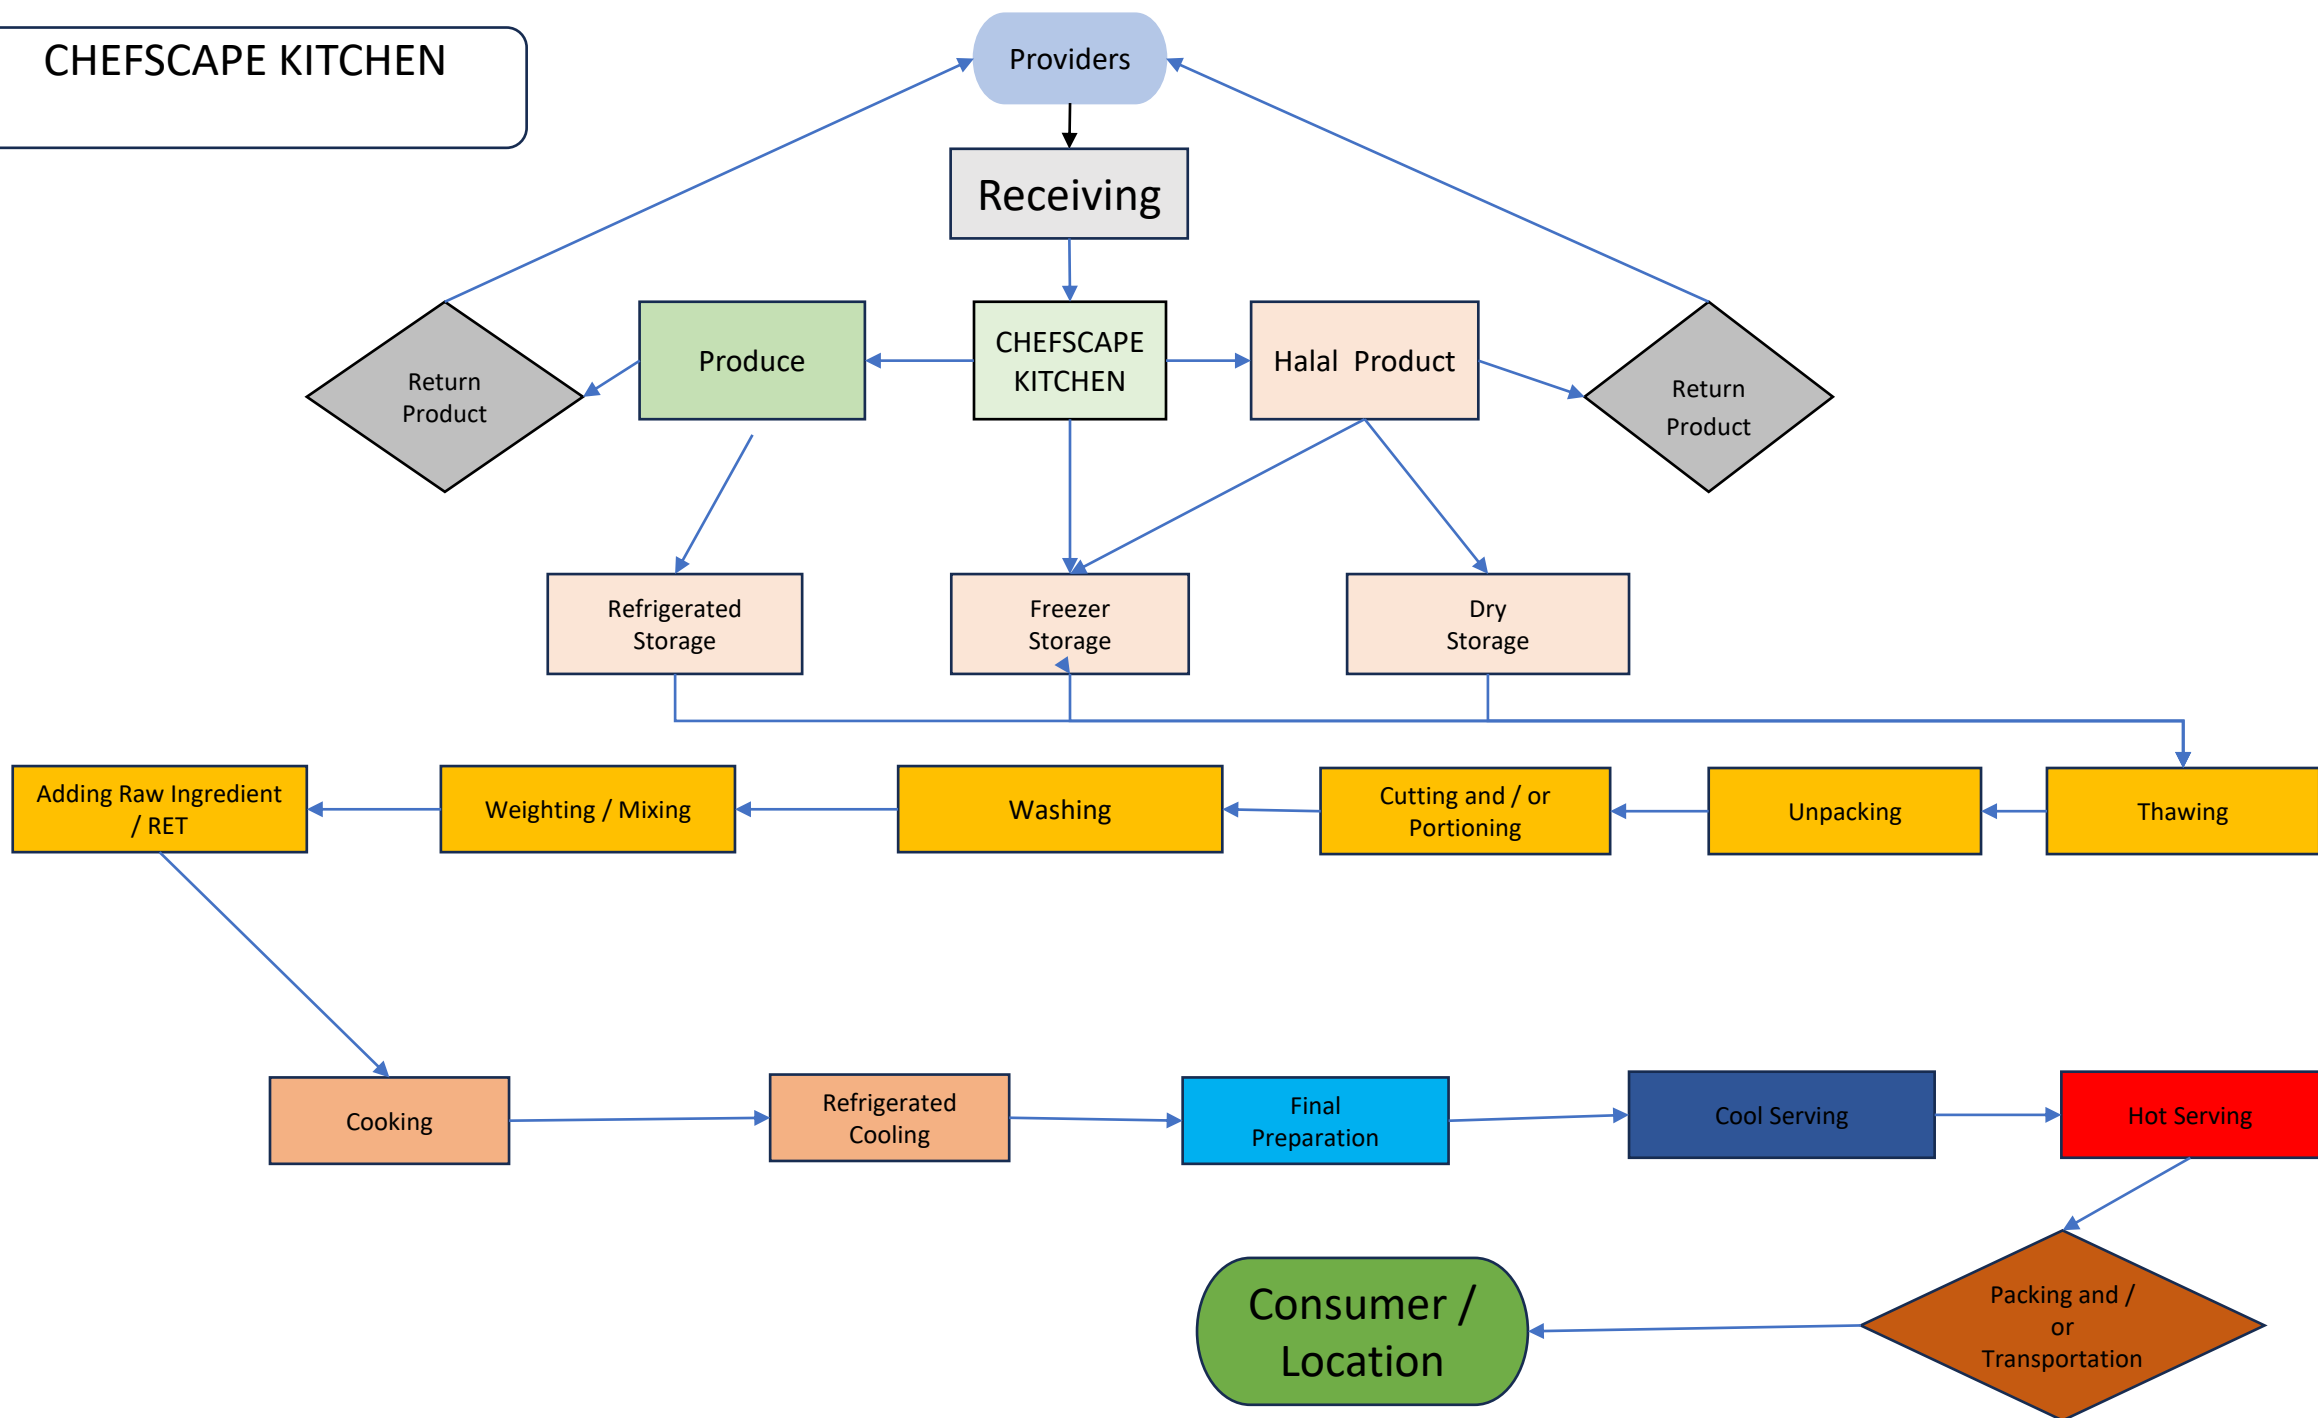 CHEFSCAPE KITCHEN
Providers
Receiving
Return
Product
Produce
CHEFSCAPE
KITCHEN
Halal  Product
Return
Product
Refrigerated
Storage
Freezer
Storage
Dry
Storage
Adding Raw Ingredient
/ RET
Weighting / Mixing
Washing
Cutting and / or
Portioning
Unpacking
Thawing
Cooking
Refrigerated
Cooling
Final
Preparation
Cool Serving
Hot Serving
Consumer /
Location
Packing and /
or
Transportation